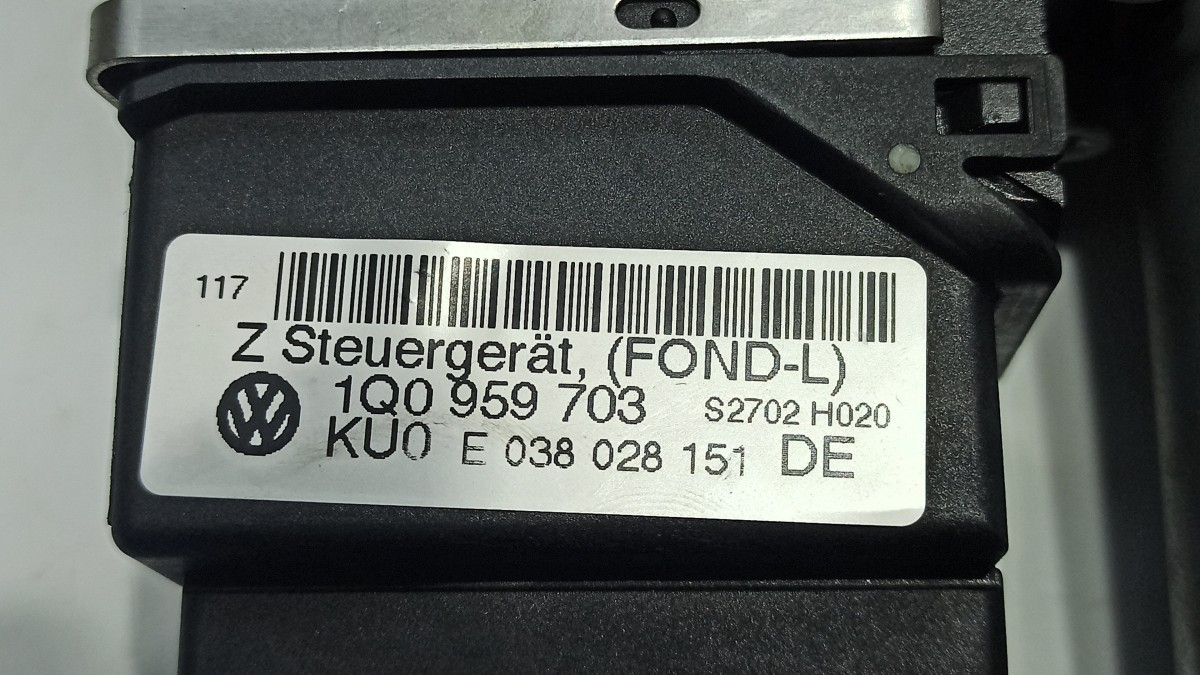 117
Z Steuergerät, (FOND-L)
1Q0 959 703 S2702 H020
KU0 E 038 028 151 DE